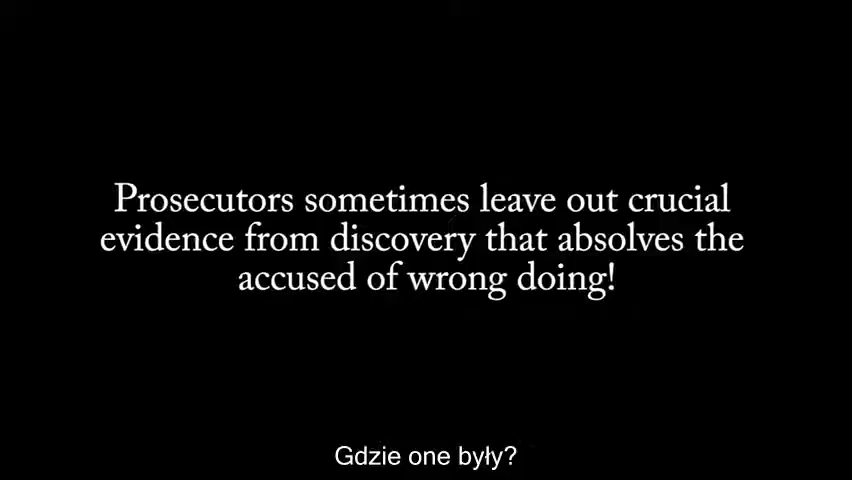 Prosecutors sometimes leave out crucial
evidence from discovery that absolves the
accused of wrong doing!
Gdzie one były?